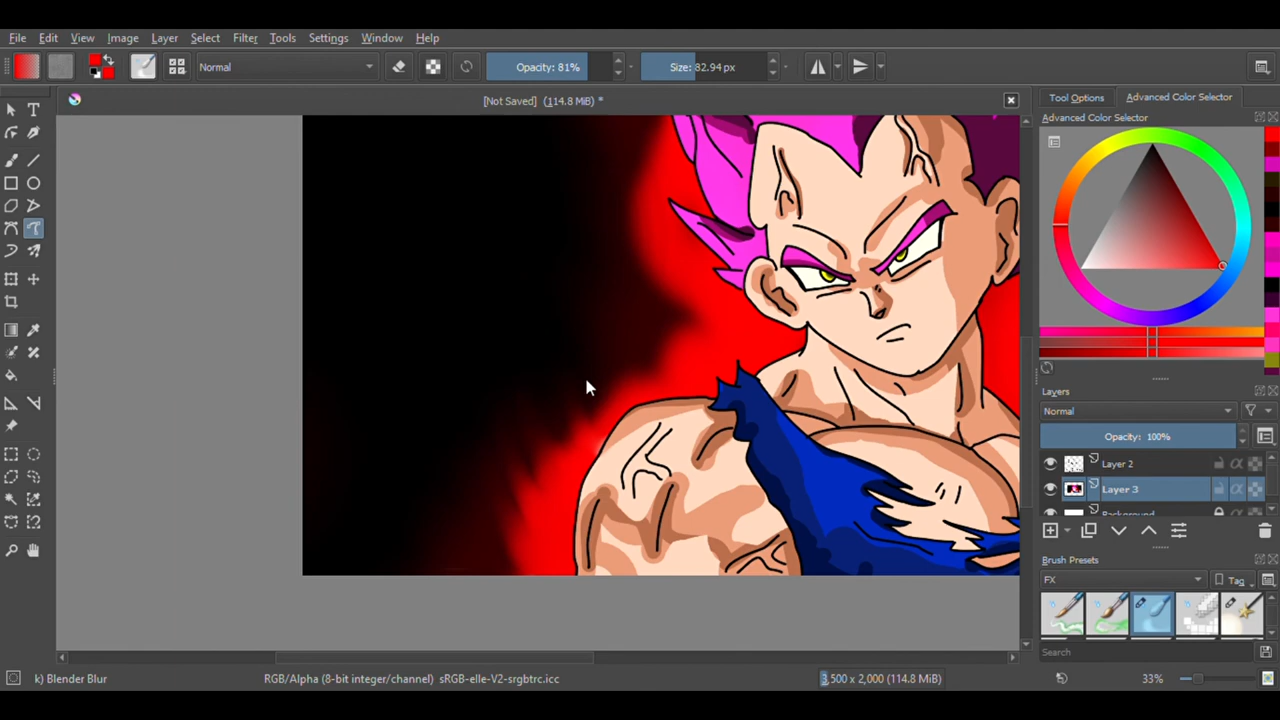 File Edit View Image Layer Select Filter Tools Settings Window Help
Normal Opacity: 81% Size: 82.94 px
[Not Saved] (114.8 MiB) *
Tool Options Advanced Color Selector
Advanced Color Selector
Layers
Normal
Opacity: 100%
Layer 2
Layer 3
Background
Brush Presets
FX Tag
Search
k) Blender Blur RGB/Alpha (8-bit integer/channel) sRGB-elle-V2-srgbtrc.icc 3,500 x 2,000 (114.8 MiB) 33%